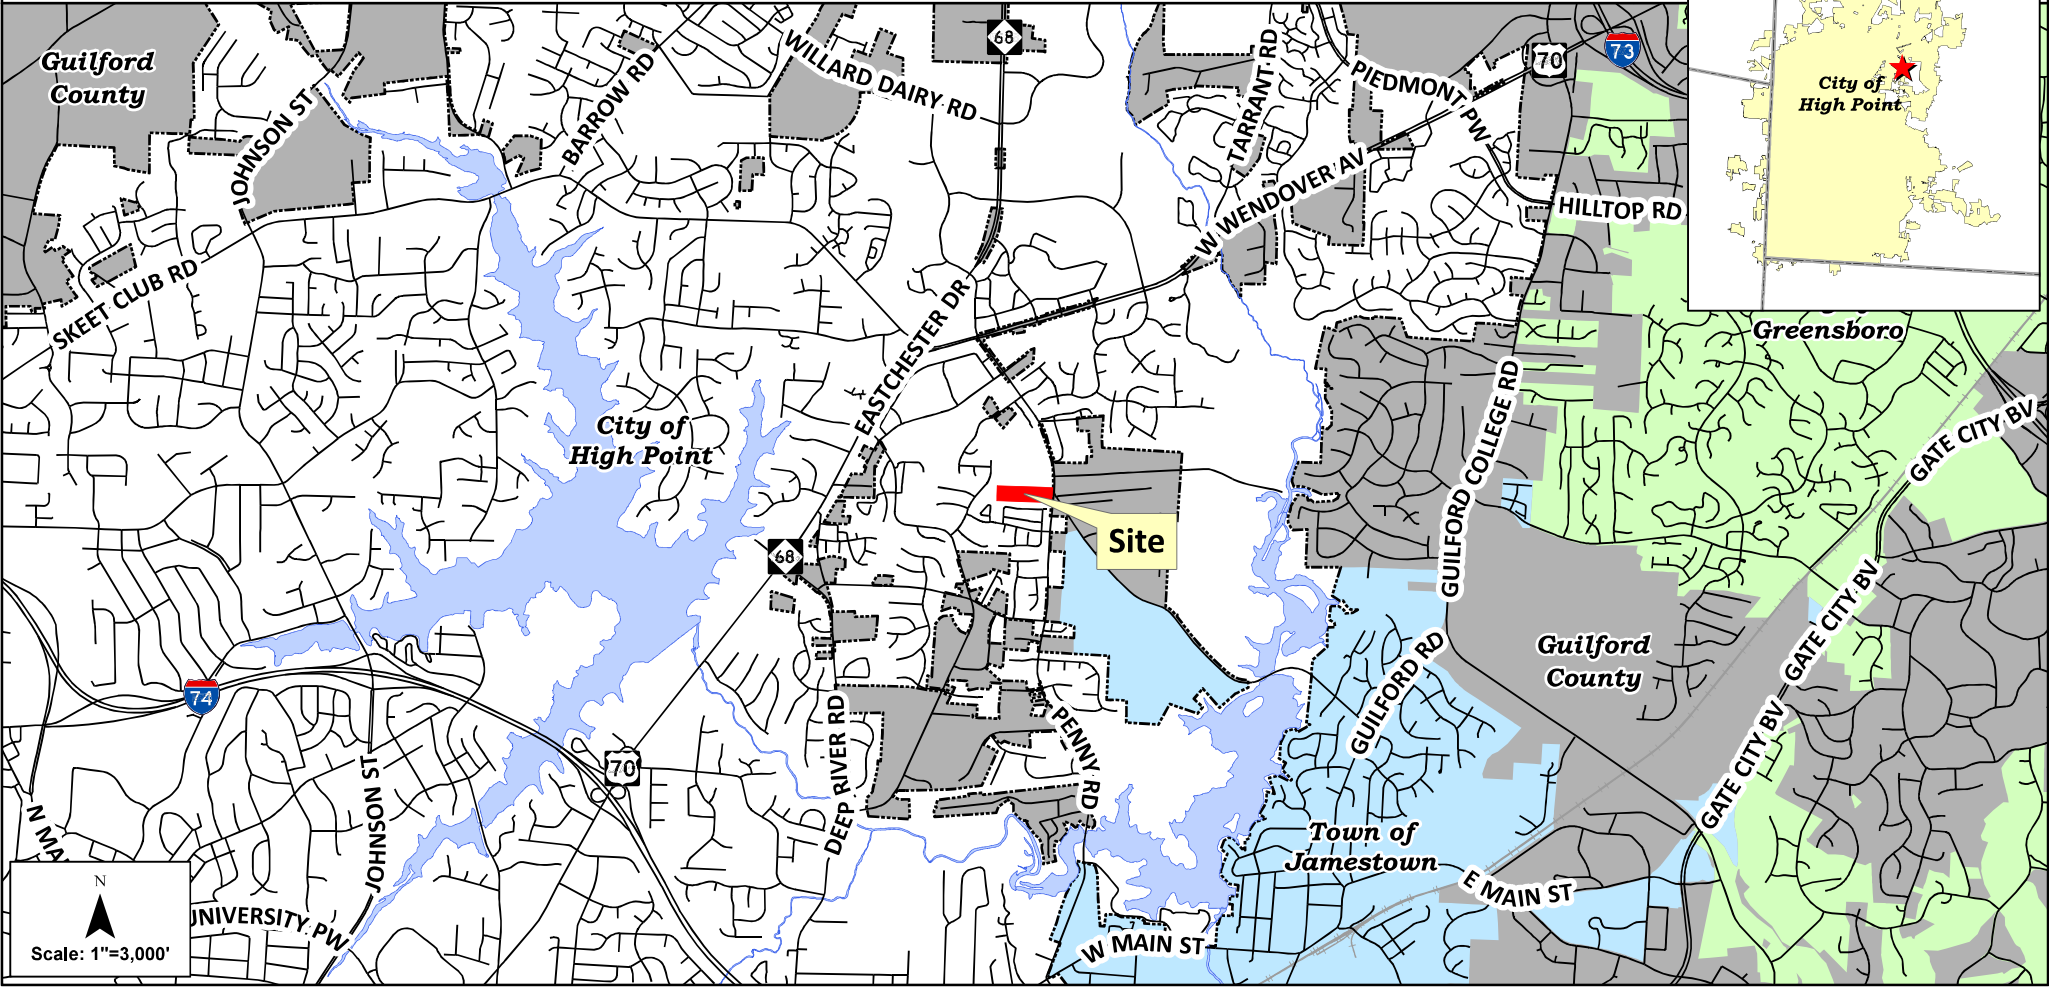 Guilford
County
JOHNSON ST
BARROW RD
WILLARD DAIRY RD
68
TARRANT RD
PIEDMONT PW
70
73
City of
High Point
HILLTOP RD
W WENDOVER AV
SKEET CLUB RD
EASTCHESTER DR
Greensboro
City of
High Point
GUILFORD COLLEGE RD
GATE CITY BV
Site
68
GATE CITY BV
Guilford
County
GUILFORD RD
74
PENNY RD
DEEP RIVER RD
GATE CITY BV
70
JOHNSON ST
Town of
Jamestown
E MAIN ST
N
UNIVERSITY PW
W MAIN ST
Scale: 1"=3,000'